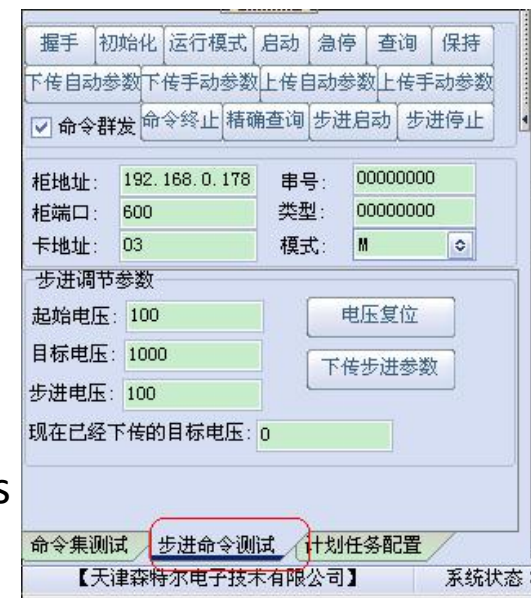 握手 初始化 运行模式 启动 急停 查询 保持
下传自动参数 下传手动参数 上传自动参数 上传手动参数
命令群发 命令终止 精确查询 步进启动 步进停止
柜地址: 192.168.0.178 串号: 00000000
柜端口: 600 类型: 00000000
卡地址: 03 模式: M
步进调节参数
起始电压: 100 电压复位
目标电压: 1000 下传步进参数
步进电压: 100
现在已经下传的目标电压: 0
s
命令集测试 步进命令测试 计划任务配置
【天津森特尔电子技术有限公司】 系统状态